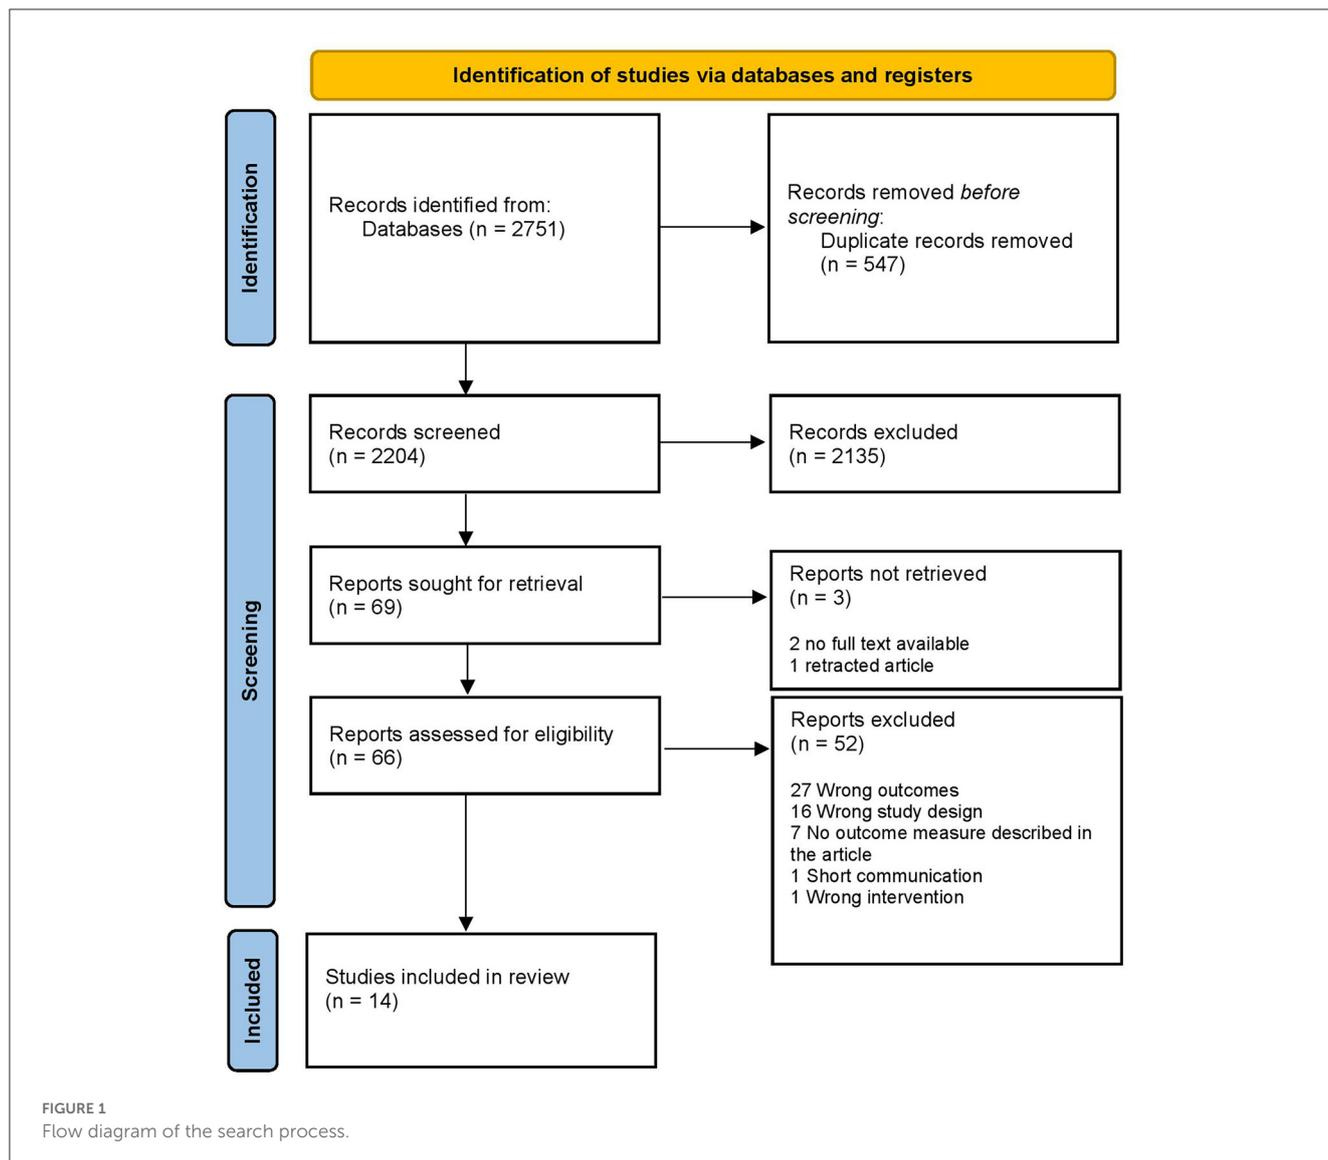 Identification of studies via databases and registers
Identification
Records identified from:
Databases (n = 2751)
Records removed before
screening:
Duplicate records removed
(n = 547)
Screening
Records screened
(n = 2204)
Records excluded
(n = 2135)
Reports sought for retrieval
(n = 69)
Reports not retrieved
(n = 3)
2 no full text available
1 retracted article
Reports assessed for eligibility
(n = 66)
Reports excluded
(n = 52)
27 Wrong outcomes
16 Wrong study design
7 No outcome measure described in
the article
1 Short communication
1 Wrong intervention
Included
Studies included in review
(n = 14)
FIGURE 1
Flow diagram of the search process.